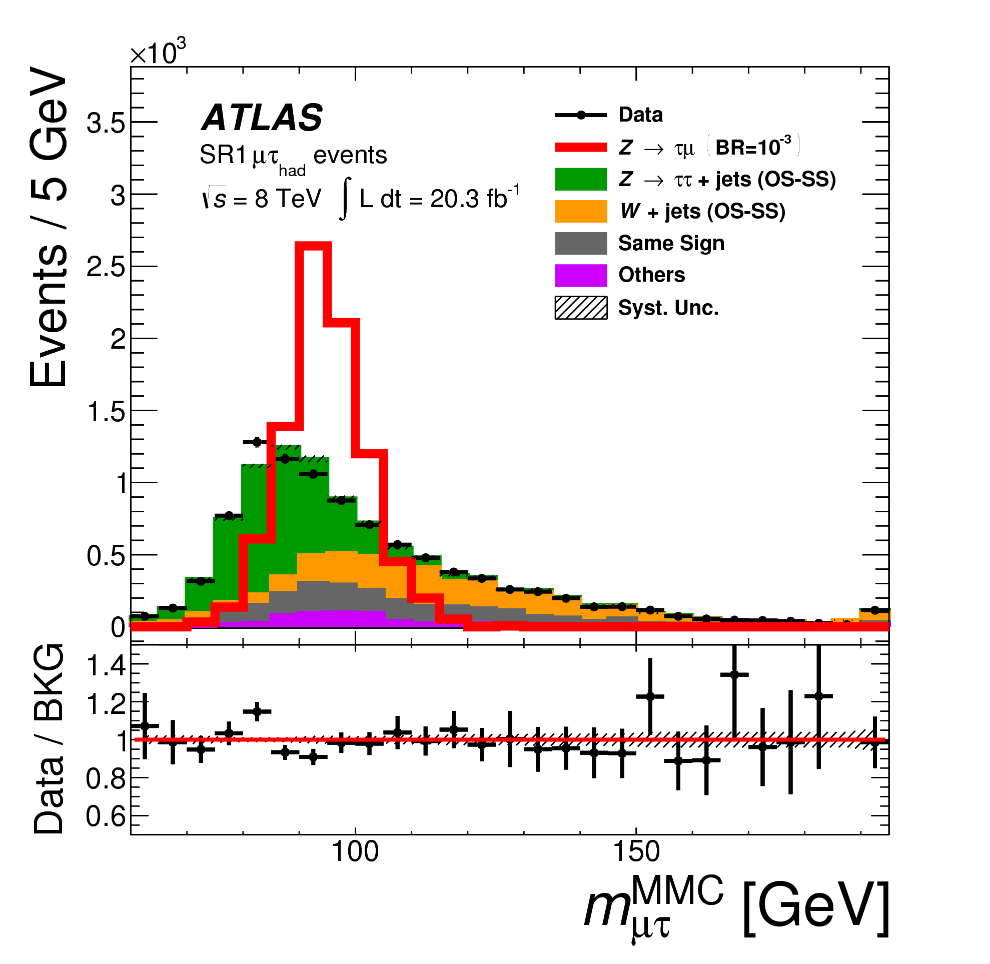 ×10³
Events / 5 GeV
3.5
3
2.5
2
1.5
1
0.5
0
ATLAS
SR1 μτ_had events
√s = 8 TeV ∫ L dt = 20.3 fb⁻¹
Data
Z → τμ (BR=10⁻³)
Z → ττ + jets (OS-SS)
W + jets (OS-SS)
Same Sign
Others
Syst. Unc.
Data / BKG
1.4
1.2
1
0.8
0.6
100 150
m_μτ^MMC [GeV]